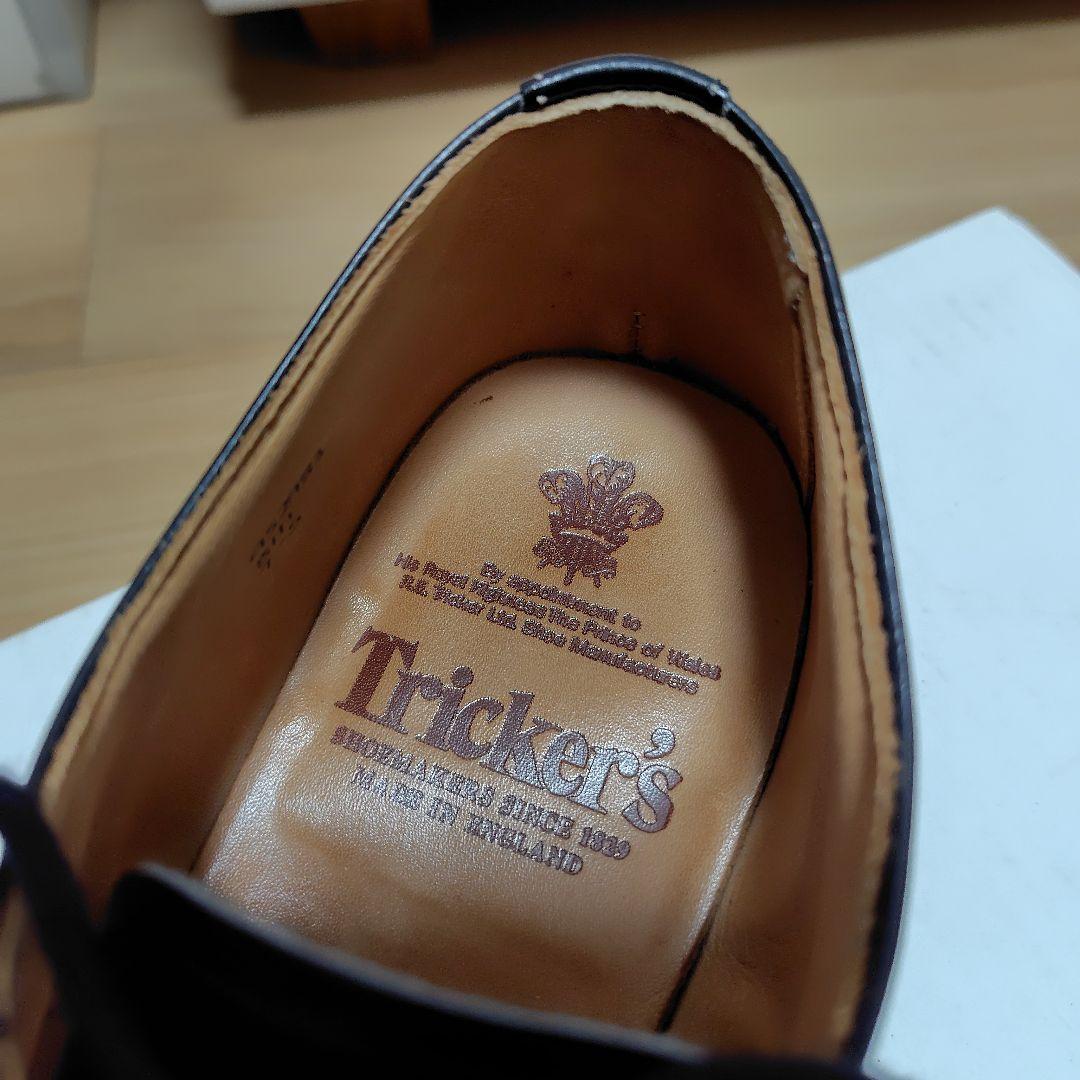 By appointment to
His Royal Highness The Prince of Wales
R.E. Tricker Ltd. Shoe Manufacturers
Tricker's
SHOEMAKERS SINCE 1829
MADE IN ENGLAND